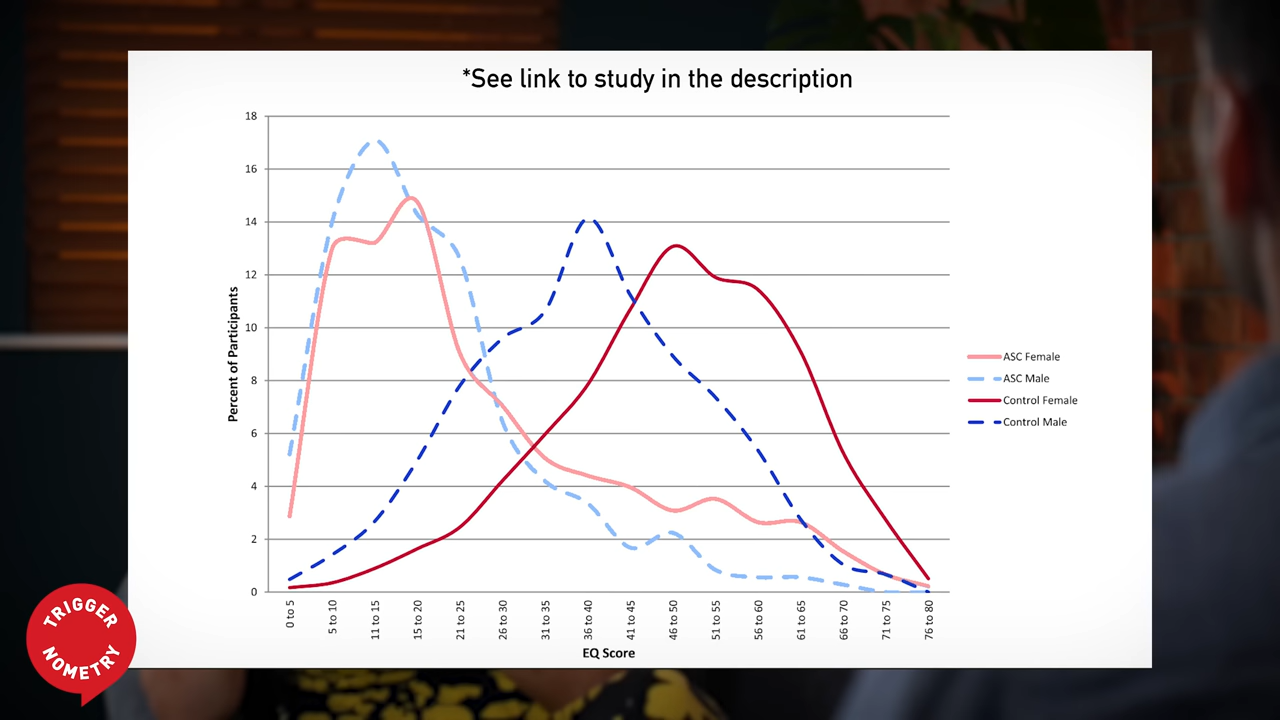 *See link to study in the description
18
16
14
12
10
8
6
4
2
0
Percent of Participants
0 to 5
5 to 10
11 to 15
15 to 20
21 to 25
26 to 30
31 to 35
36 to 40
41 to 45
46 to 50
51 to 55
56 to 60
61 to 65
66 to 70
71 to 75
76 to 80
EQ Score
ASC Female
ASC Male
Control Female
Control Male
TRIGGER
NOMETRY